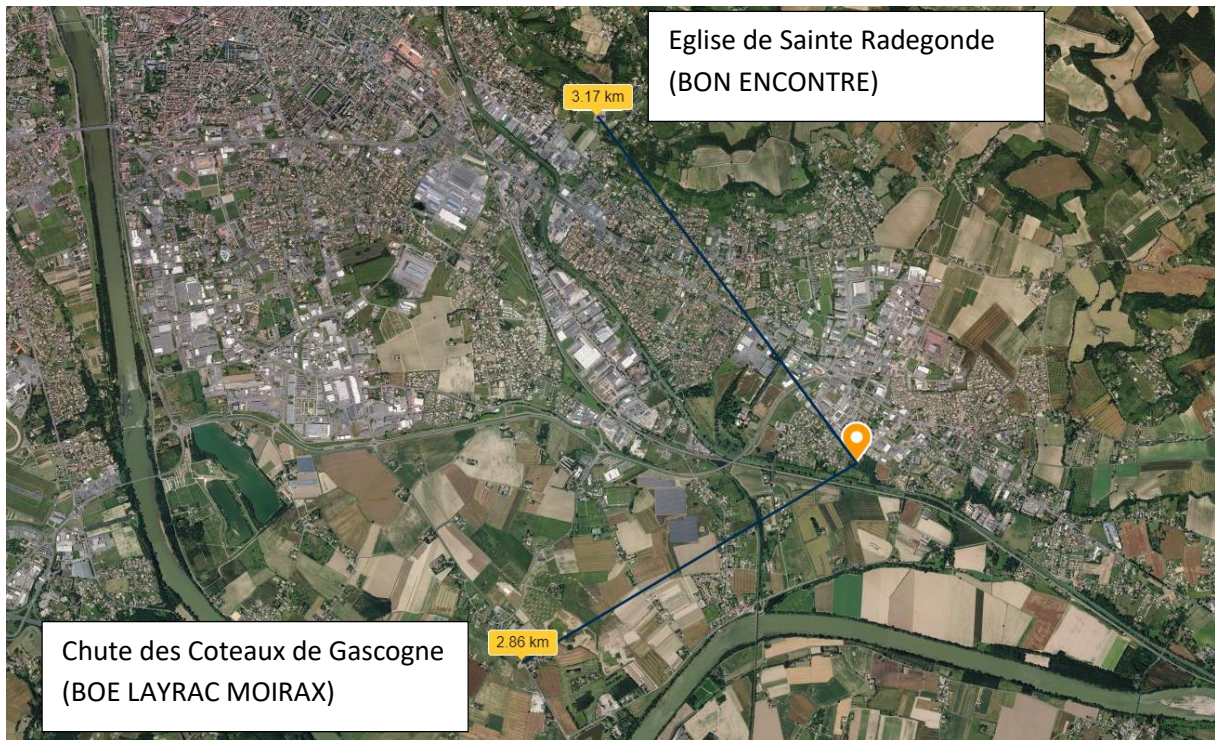 Eglise de Sainte Radegonde
(BON ENCONTRE)
3.17 km
2.86 km
Chute des Coteaux de Gascogne
(BOE LAYRAC MOIRAX)